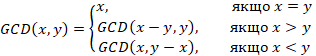 GCD(x, y) = { x, якщо x = y
GCD(x − y, y), якщо x > y
GCD(x, y − x), якщо x < y